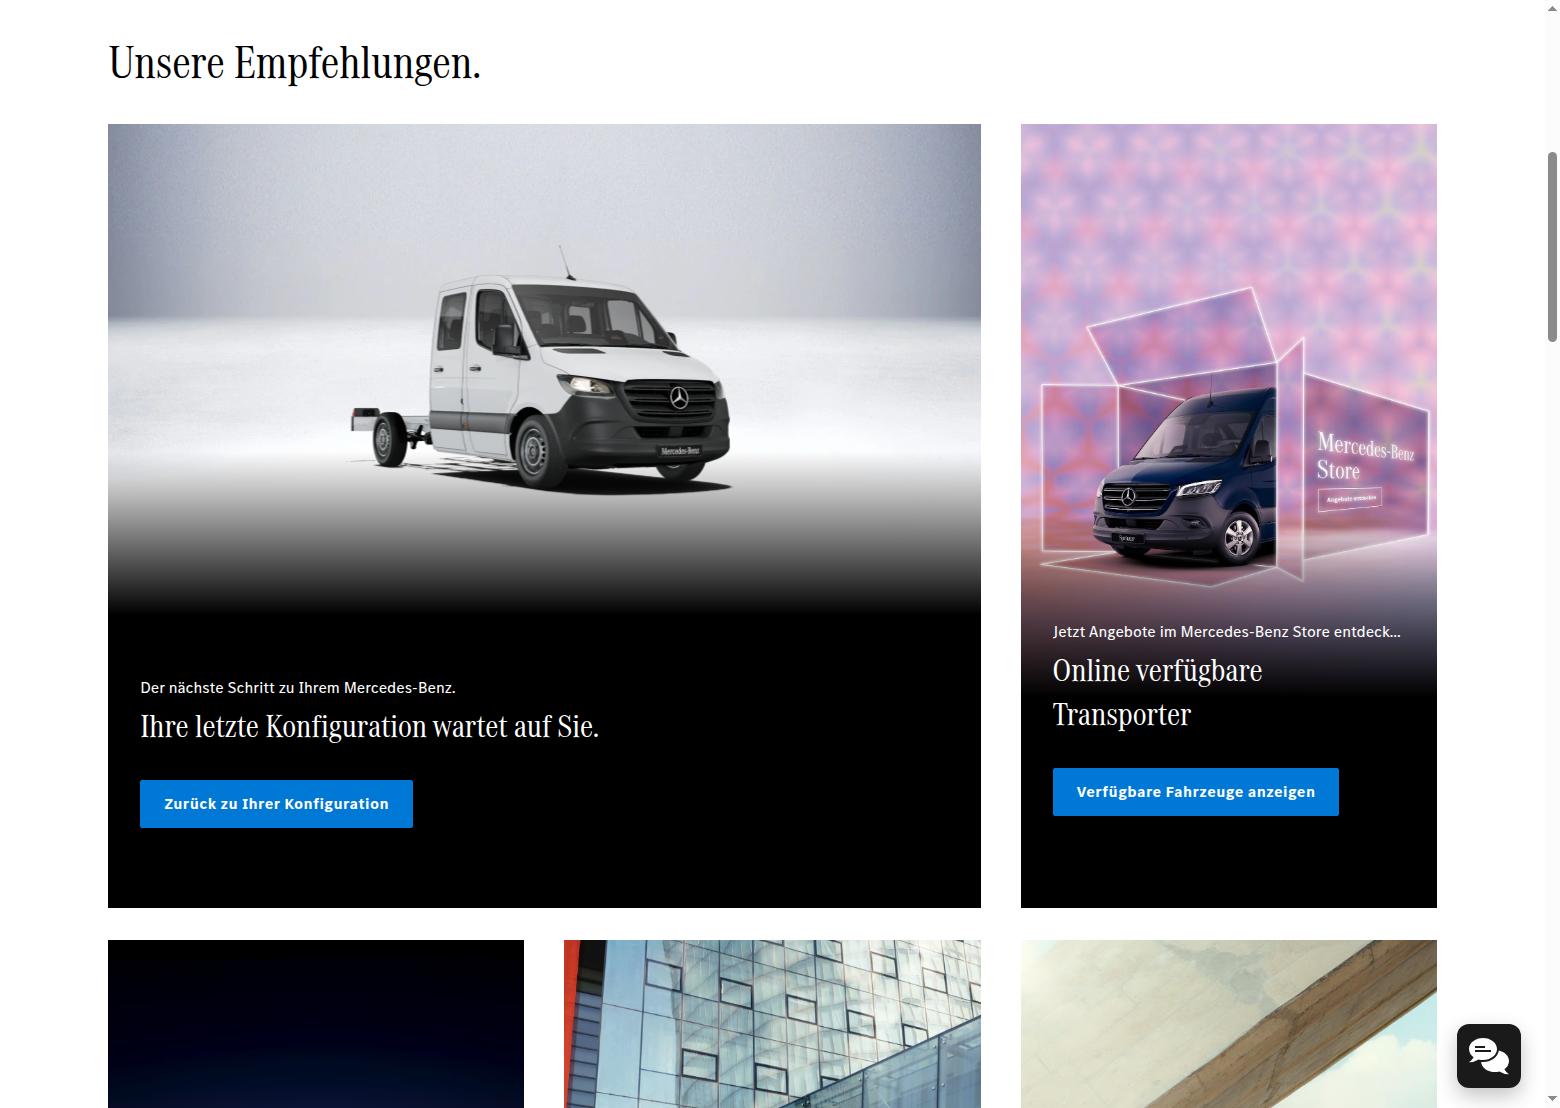 Unsere Empfehlungen.
Mercedes-Benz
Der nächste Schritt zu Ihrem Mercedes-Benz.
Ihre letzte Konfiguration wartet auf Sie.
Zurück zu Ihrer Konfiguration
Mercedes-Benz
Store
Angebote entdecken
Sprinter
Jetzt Angebote im Mercedes-Benz Store entdeck...
Online verfügbare
Transporter
Verfügbare Fahrzeuge anzeigen